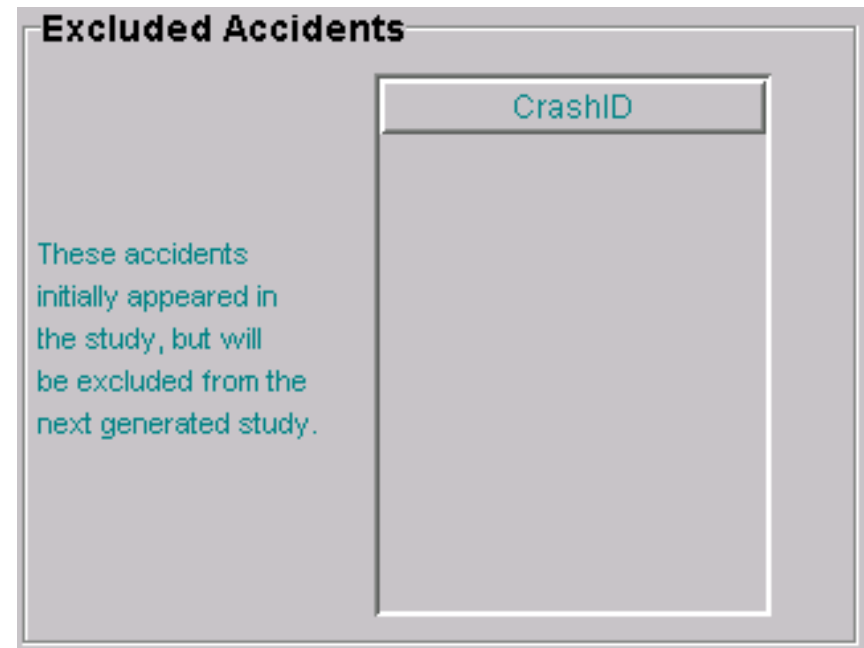 Excluded Accidents
CrashID
These accidents
initially appeared in
the study, but will
be excluded from the
next generated study.